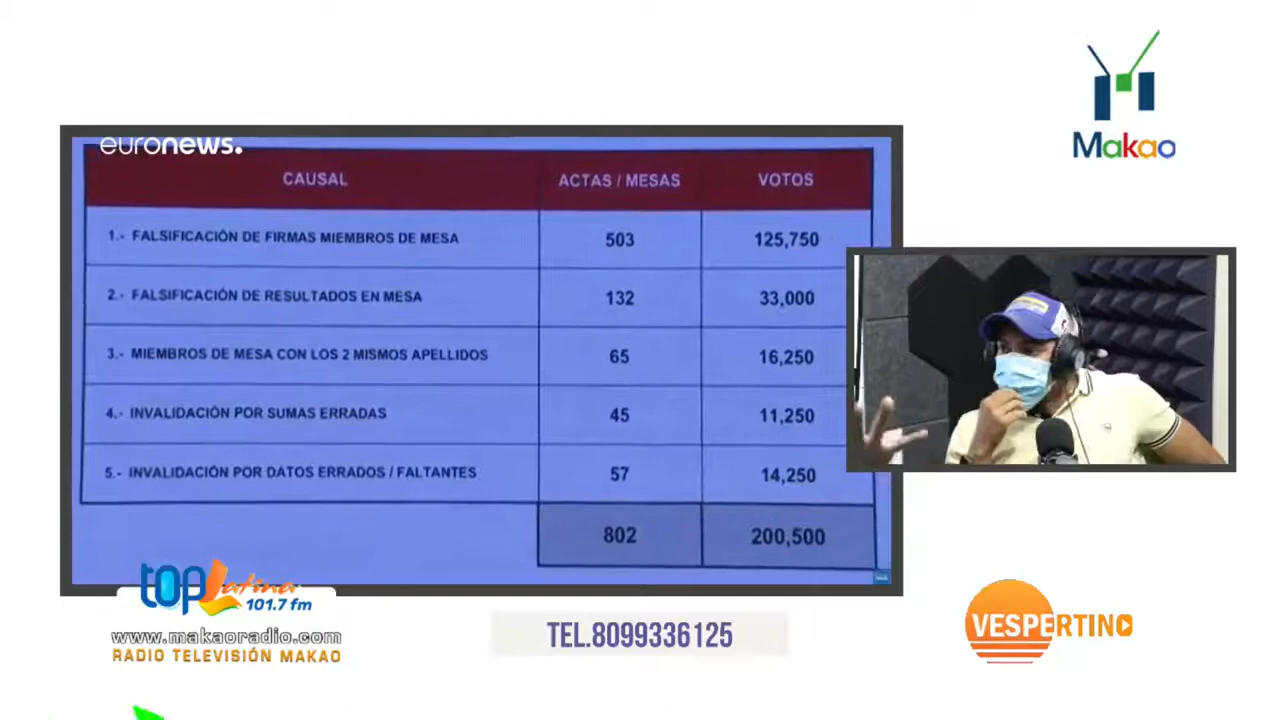 Makao
euronews.
CAUSAL ACTAS / MESAS VOTOS
1.- FALSIFICACIÓN DE FIRMAS MIEMBROS DE MESA 503 125,750
2.- FALSIFICACIÓN DE RESULTADOS EN MESA 132 33,000
3.- MIEMBROS DE MESA CON LOS 2 MISMOS APELLIDOS 65 16,250
4.- INVALIDACIÓN POR SUMAS ERRADAS 45 11,250
5.- INVALIDACIÓN POR DATOS ERRADOS / FALTANTES 57 14,250
802 200,500
top Latina
101.7 fm
www.makaoradio.com
RADIO TELEVISIÓN MAKAO
TEL.8099336125
VESPERTINO